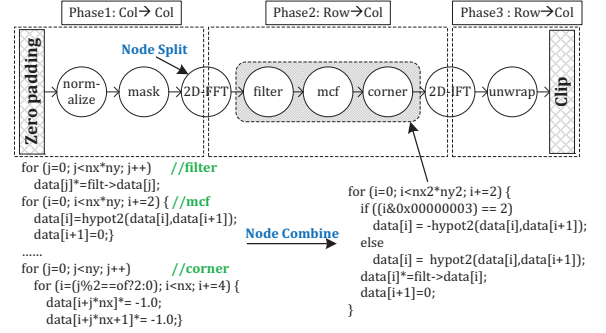 Phase1: Col→ Col
Phase2: Row→Col
Phase3 : Row→Col
Node Split
Zero padding
norm-
alize
mask
2D-FFT
filter
mcf
corner
2D-IFT
unwrap
Clip
for (j=0; j<nx*ny; j++) //filter
data[j]*=filt->data[j];
for (i=0; i<nx*ny; i+=2) { //mcf
data[i]=hypot2(data[i],data[i+1]);
data[i+1]=0;}
......
for (j=0; j<ny; j++) //corner
for (i=(j%2==of?2:0); i<nx; i+=4) {
data[i+j*nx]*= -1.0;
data[i+j*nx+1]*= -1.0;}
Node Combine
for (i=0; i<nx2*ny2; i+=2) {
if ((i&0x00000003) == 2)
data[i] = -hypot2(data[i],data[i+1]);
else
data[i] = hypot2(data[i],data[i+1]);
data[i]*=filt->data[i];
data[i+1]=0;
}